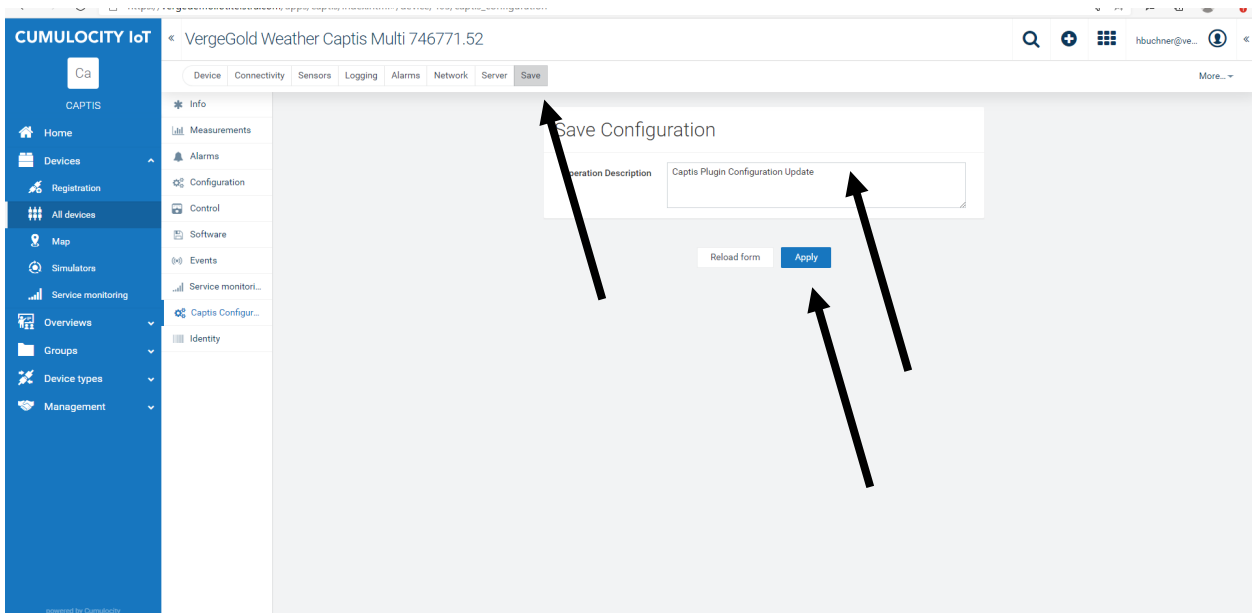 CUMULOCITY IoT
« VergeGold Weather Captis Multi 746771.52
hbuchner@ve... «
Ca
CAPTIS
Device Connectivity Sensors Logging Alarms Network Server Save
More...
Home
Devices
Registration
All devices
Map
Simulators
Service monitoring
Overviews
Groups
Device types
Management
powered by Cumulocity
Info
Measurements
Alarms
Configuration
Control
Software
Events
Service monitori...
Captis Configur...
Identity
Save Configuration
Description
Captis Plugin Configuration Update
Reload form Apply